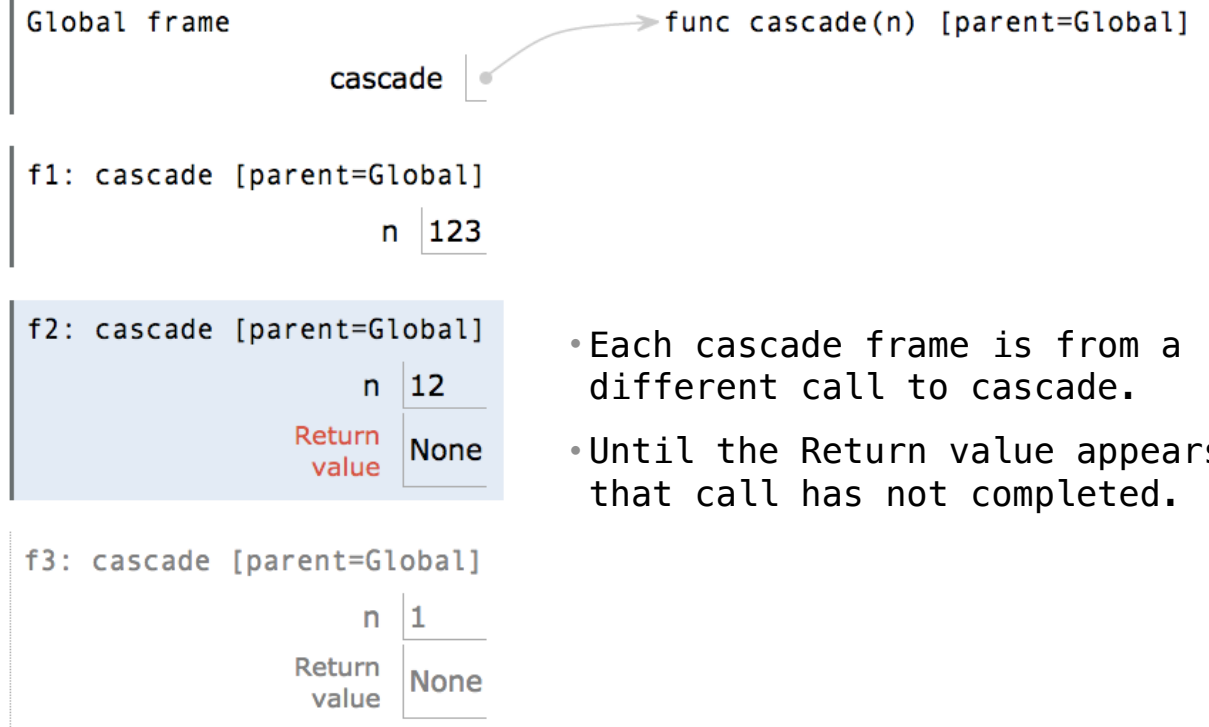 Global frame
func cascade(n) [parent=Global]
cascade
f1: cascade [parent=Global]
n 123
f2: cascade [parent=Global]
n 12
Return
value None
f3: cascade [parent=Global]
n 1
Return
value None
•Each cascade frame is from a
different call to cascade.
•Until the Return value appears
that call has not completed.